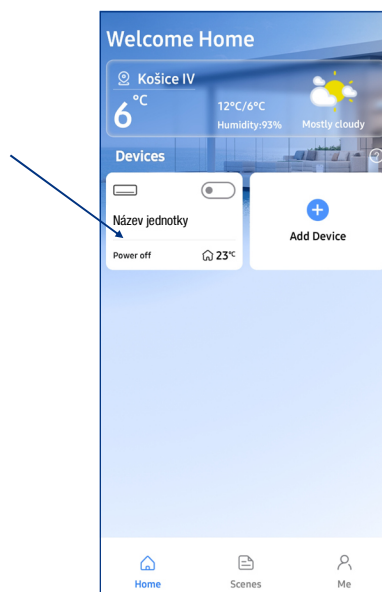 Welcome Home
Košice IV
6°C
12°C/6°C
Humidity:93%
Mostly cloudy
Devices
?
Název jednotky
Power off
23℃
Add Device
Home
Scenes
Me